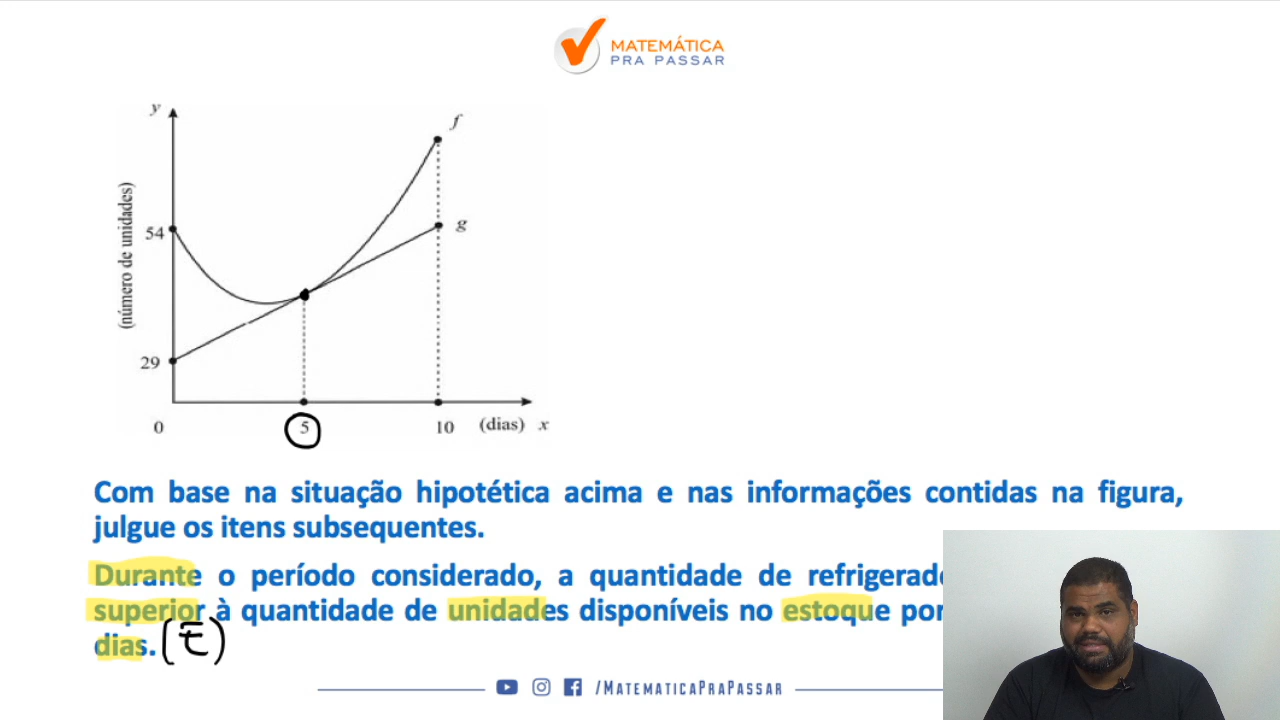 MATEMÁTICA
PRA PASSAR
y
f
(número de unidades)
54
g
29
0
5
10
(dias)
x
Com base na situação hipotética acima e nas informações contidas na figura,
julgue os itens subsequentes.
Durante o período considerado, a quantidade de
superior à quantidade de unidades disponíveis no estoque por
dias. (E)
/MATEMATICAPRAPASSAR